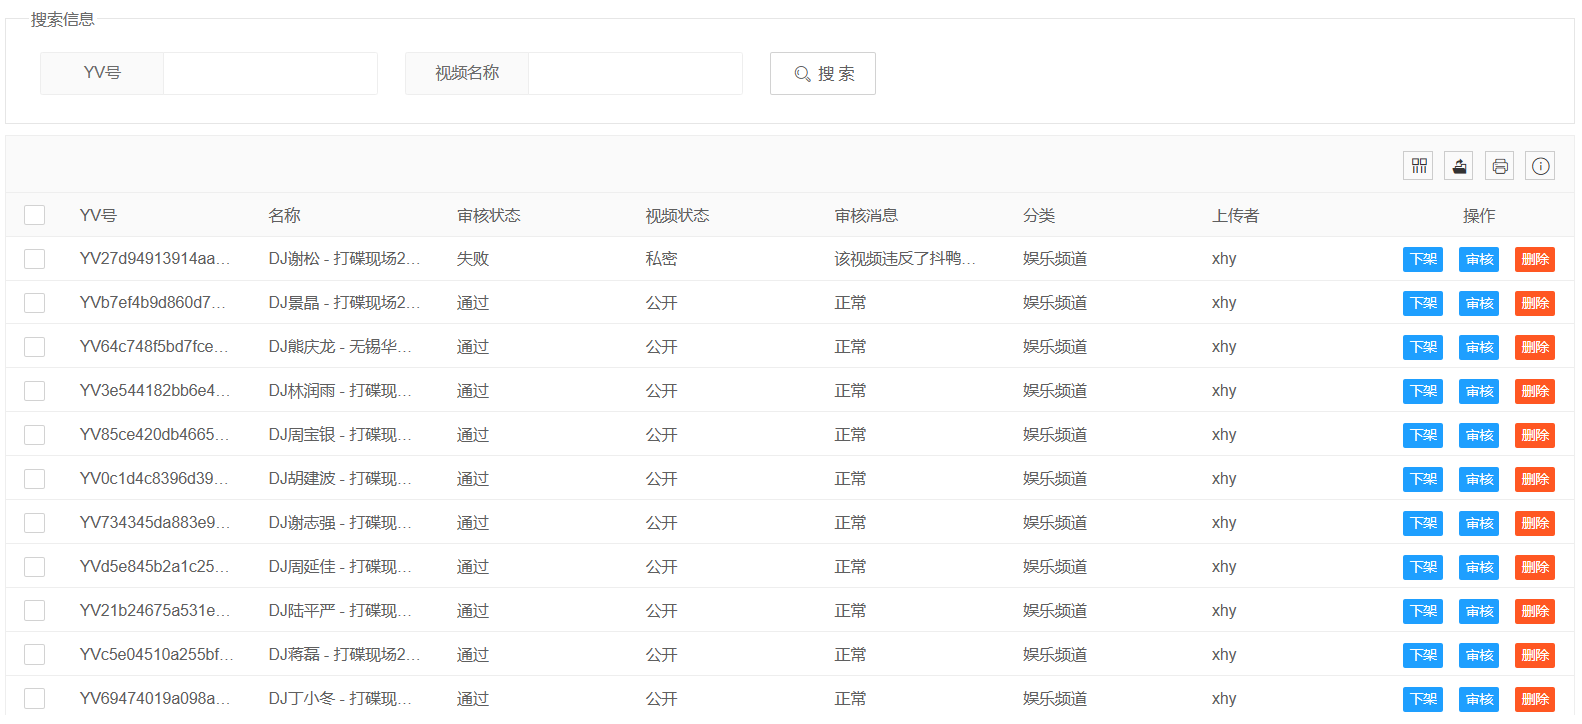 搜索信息
YV号 视频名称 搜 索
YV号 名称 审核状态 视频状态 审核消息 分类 上传者 操作
YV27d94913914aa... DJ谢松 - 打碟现场2... 失败 私密 该视频违反了抖鸭... 娱乐频道 xhy 下架 审核 删除
YVb7ef4b9d860d7... DJ景晶 - 打碟现场2... 通过 公开 正常 娱乐频道 xhy 下架 审核 删除
YV64c748f5bd7fce... DJ熊庆龙 - 无锡华... 通过 公开 正常 娱乐频道 xhy 下架 审核 删除
YV3e544182bb6e4... DJ林润雨 - 打碟现... 通过 公开 正常 娱乐频道 xhy 下架 审核 删除
YV85ce420db4665... DJ周宝银 - 打碟现... 通过 公开 正常 娱乐频道 xhy 下架 审核 删除
YV0c1d4c8396d39... DJ胡建波 - 打碟现... 通过 公开 正常 娱乐频道 xhy 下架 审核 删除
YV734345da883e9... DJ谢志强 - 打碟现... 通过 公开 正常 娱乐频道 xhy 下架 审核 删除
YVd5e845b2a1c25... DJ周延佳 - 打碟现... 通过 公开 正常 娱乐频道 xhy 下架 审核 删除
YV21b24675a531e... DJ陆平严 - 打碟现... 通过 公开 正常 娱乐频道 xhy 下架 审核 删除
YVc5e04510a255bf... DJ蒋磊 - 打碟现场2... 通过 公开 正常 娱乐频道 xhy 下架 审核 删除
YV69474019a098a... DJ丁小冬 - 打碟现... 通过 公开 正常 娱乐频道 xhy 下架 审核 删除